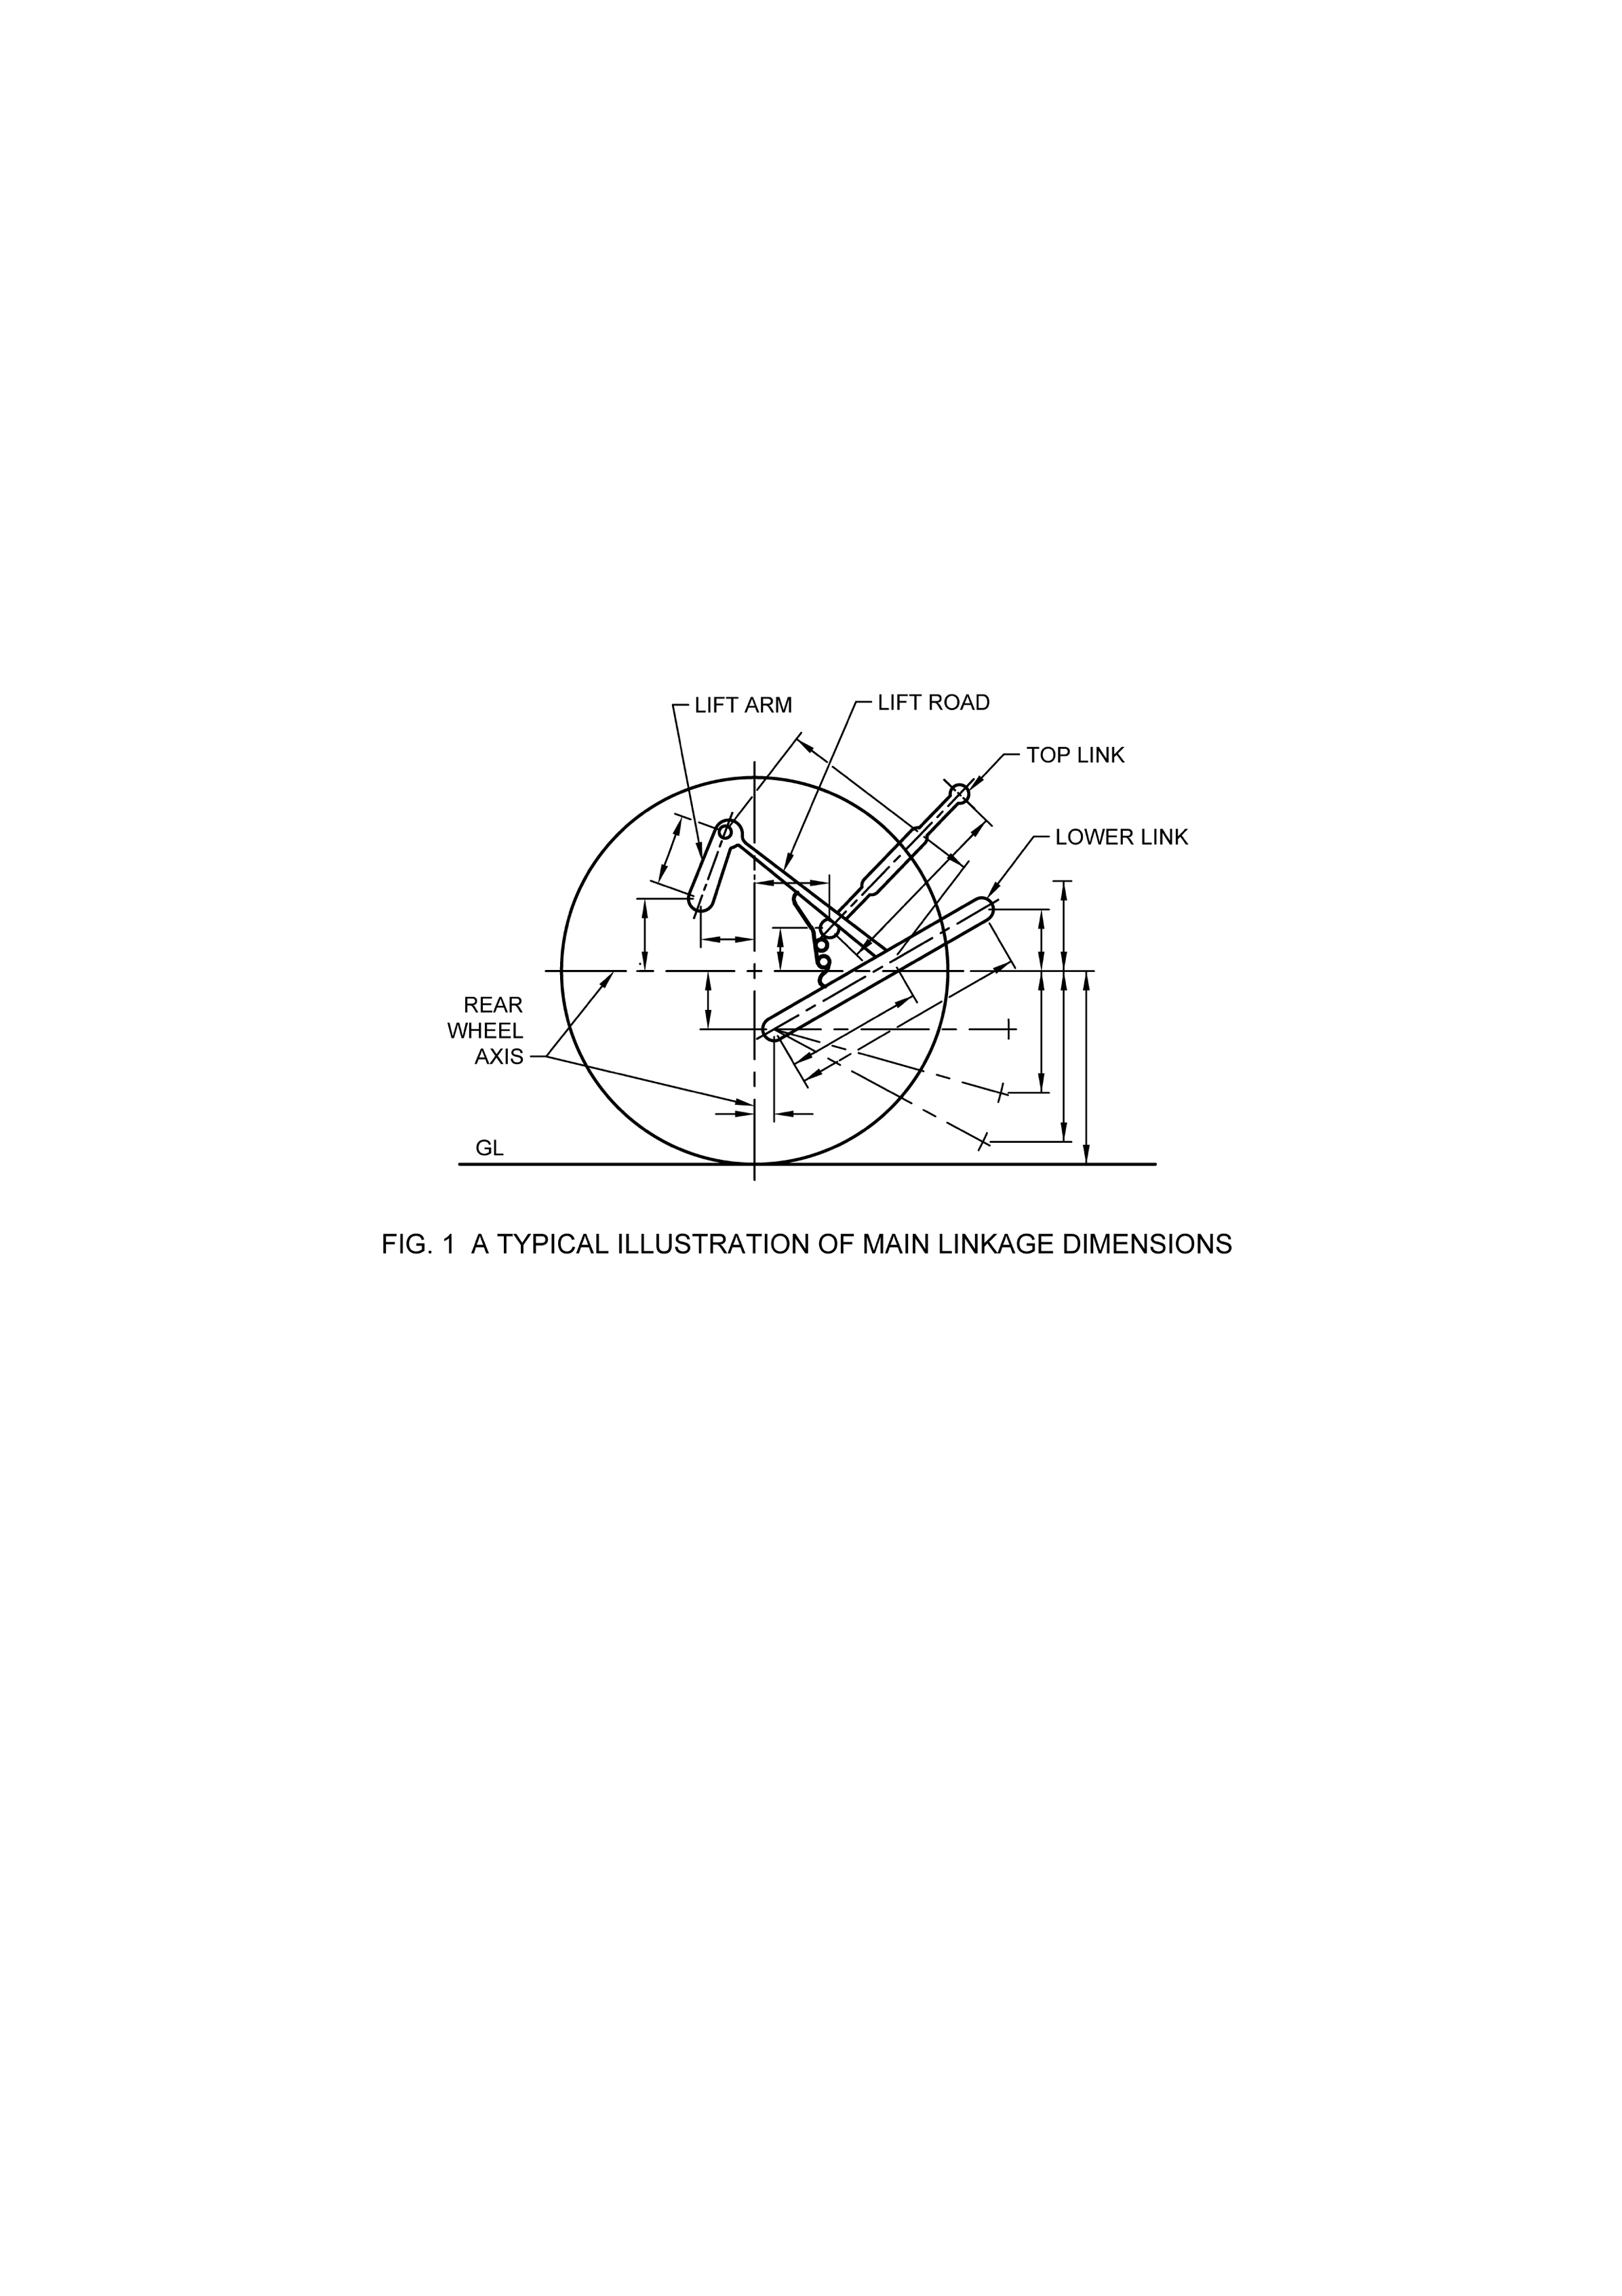 LIFT ARM
LIFT ROAD
TOP LINK
LOWER LINK
REAR
WHEEL
AXIS
GL
FIG. 1 A TYPICAL ILLUSTRATION OF MAIN LINKAGE DIMENSIONS